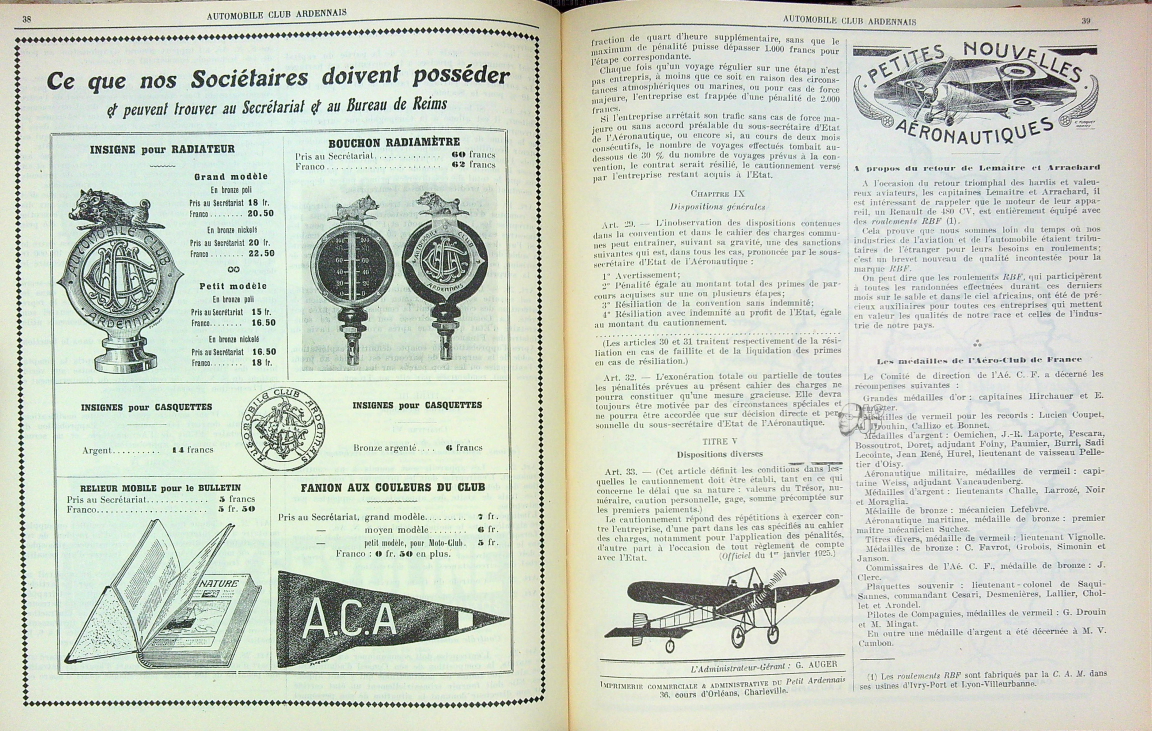 38
AUTOMOBILE CLUB ARDENNAIS
Ce que nos Sociétaires doivent posséder
& peuvent trouver au Secrétariat & au Bureau de Reims
INSIGNE pour RADIATEUR
Grand modèle
En bronze poli
Pris au Secrétariat 18 fr.
Franco ........ 20.50
En bronze nickelé
Pris au Secrétariat 20 fr.
Franco ........ 22.50
Petit modèle
En bronze poli
Pris au Secrétariat 15 fr.
Franco........ 16.50
En bronze nickelé
Pris au Secrétariat 16.50
Franco........ 18 fr.
AUTOMOBILE CLUB
ARDENNAIS
BOUCHON RADIAMÈTRE
Pris au Secrétariat............. 60 francs
Franco........................ 62 francs
INSIGNES pour CASQUETTES
Argent........... 14 francs
AUTOMOBILE CLUB ARDENNAIS
INSIGNES pour CASQUETTES
Bronze argenté.... 6 francs
RELIEUR MOBILE pour le BULLETIN
Pris au Secrétariat............ 5 francs
Franco...................... 5 fr. 50
NATURE
FANION AUX COULEURS DU CLUB
Pris au Secrétariat, grand modèle........ 7 fr.
— moyen modèle........ 6 fr.
— petit modèle, pour Moto-Club. 5 fr.
Franco : 0 fr. 50 en plus.
A.C.A
AUTOMOBILE CLUB ARDENNAIS
39
fraction de quart d'heure supplémentaire, sans que le
maximum de pénalité puisse dépasser 1.000 francs pour
l'étape correspondante.
Chaque fois qu'un voyage régulier sur une étape n'est
pas entrepris, à moins que ce soit en raison des circons-
tances atmosphériques ou marines, ou pour cas de force
majeure, l'entreprise est frappée d'une pénalité de 2.000
francs.
Si l'entreprise arrêtait son trafic sans cas de force ma-
jeure ou sans accord préalable du sous-secrétaire d'Etat
de l'Aéronautique, ou encore si, au cours de deux mois
consécutifs, le nombre de voyages effectués tombait au-
dessous de 30 % du nombre de voyages prévus à la con-
vention, le contrat serait résilié, le cautionnement versé
par l'entreprise restant acquis à l'Etat.
CHAPITRE IX
Dispositions générales
Art. 29. — L'inobservation des dispositions contenues
dans la convention et dans le cahier des charges commu-
nes peut entraîner, suivant sa gravité, une des sanctions
suivantes qui est, dans tous les cas, prononcée par le sous-
secrétaire d'Etat de l'Aéronautique :
1° Avertissement;
2° Pénalité égale au montant total des primes de par-
cours acquises sur une ou plusieurs étapes;
3° Résiliation de la convention sans indemnité;
4° Résiliation avec indemnité au profit de l'Etat, égale
au montant du cautionnement.
(Les articles 30 et 31 traitent respectivement de la rési-
liation en cas de faillite et de la liquidation des primes
en cas de résiliation.)
Art. 32. — L'exonération totale ou partielle de toutes
les pénalités prévues au présent cahier des charges ne
pourra constituer qu'une mesure gracieuse. Elle devra
toujours être motivée par des circonstances spéciales et
ne pourra être accordée que sur décision directe et per-
sonnelle du sous-secrétaire d'Etat de l'Aéronautique.
TITRE V
Dispositions diverses
Art. 33. — (Cet article définit les conditions dans les-
quelles le cautionnement doit être établi, tant en ce qui
concerne le délai que sa nature : valeurs du Trésor, nu-
méraire, caution personnelle, gage, somme précomptée sur
les premiers paiements.)
Le cautionnement répond des répétitions à exercer con-
tre l'entreprise, d'une part dans les cas spécifiés au cahier
des charges, notamment pour l'application des pénalités,
d'autre part à l'occasion de tout règlement de compte
avec l'Etat. (Officiel du 1er janvier 1925.)
L'Administrateur-Gérant : G. AUGER
IMPRIMERIE COMMERCIALE & ADMINISTRATIVE DU Petit Ardennais
36, cours d'Orléans, Charleville.
PETITES NOUVELLES
AÉRONAUTIQUES
A propos du retour de Lemaitre et Arrachard
A l'occasion du retour triomphal des hardis et valeu-
reux aviateurs, les capitaines Lemaitre et Arrachard, il
est intéressant de rappeler que le moteur de leur appa-
reil, un Renault de 480 CV, est entièrement équipé avec
des roulements RBF (1).
Cela prouve que nous sommes loin du temps où nos
industries de l'aviation et de l'automobile étaient tribu-
taires de l'étranger pour leurs besoins en roulements;
c'est un brevet nouveau de qualité incontestée pour la
marque RBF.
On peut dire que les roulements RBF, qui participèrent
à toutes les randonnées effectuées durant ces derniers
mois sur le sable et dans le ciel africains, ont été de pré-
cieux auxiliaires pour toutes ces entreprises qui mettent
en valeur les qualités de notre race et celles de l'indus-
trie de notre pays.
Les médailles de l'Aéro-Club de France
Le Comité de direction de l'Aé. C. F. a décerné les
récompenses suivantes :
Grandes médailles d'or : capitaines Hirchauer et E.
Médailles de vermeil pour les records : Lucien Coupet,
Drouhin, Callizo et Bonnet.
Médailles d'argent : Oemichen, J.-R. Laporte, Pescara,
Bossoutrot, Doret, adjudant Foiny, Paumier, Burri, Sadi
Lecointe, Jean René, Hurel, lieutenant de vaisseau Pelle-
tier d'Oisy.
Aéronautique militaire, médailles de vermeil : capi-
taine Weiss, adjudant Vancaudenberg.
Médailles d'argent : lieutenants Challe, Larrozé, Noir
et Moraglia.
Médaille de bronze : mécanicien Lefebvre.
Aéronautique maritime, médaille de bronze : premier
maître mécanicien Suchez.
Titres divers, médaille de vermeil : lieutenant Vignolle.
Médailles de bronze : C. Favrot, Grobois, Simonin et
Janson.
Commissaires de l'Aé. C. F., médaille de bronze : J.
Clerc.
Plaquettes souvenir : lieutenant-colonel de Saqui-
Sannes, commandant Cesari, Desmenières, Lallier, Chol-
let et Arondel.
Pilotes de Compagnies, médailles de vermeil : G. Drouin
et M. Mingat.
En outre une médaille d'argent a été décernée à M. V.
Cambon.
(1) Les roulements RBF sont fabriqués par la C. A. M. dans
ses usines d'Ivry-Port et Lyon-Villeurbanne.